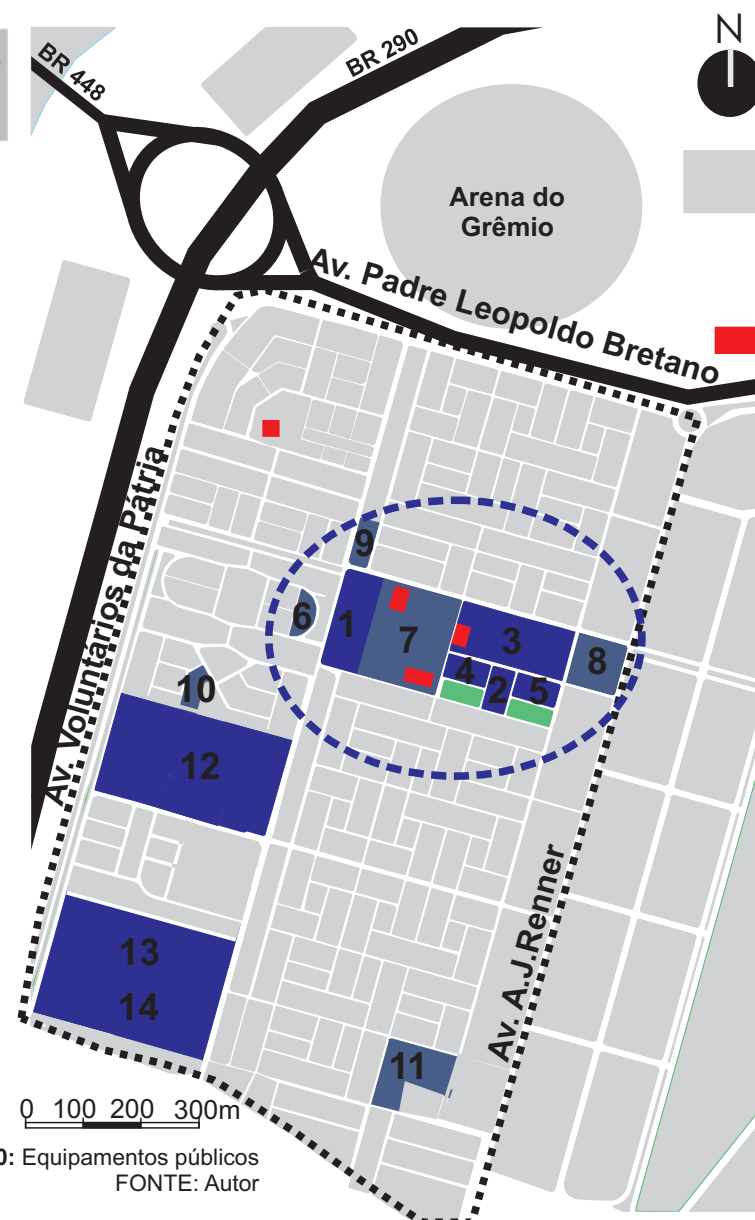 N
BR 448
BR 290
Arena do
Grêmio
Av. Padre Leopoldo Bretano
Av. Voluntários da Pátria
9
6
1
7
3
8
4
2
5
10
12
Av. A.J.Renner
13
14
11
0 100 200 300m
0: Equipamentos públicos
FONTE: Autor